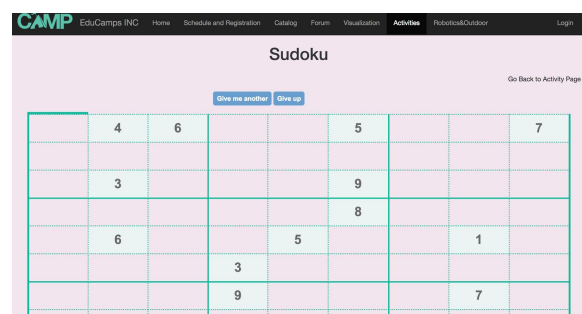 CAMP EduCamps INC Home Schedule and Registration Catalog Forum Visualization Activities Robotics&Outdoor Login
Sudoku
Go Back to Activity Page
Give me another Give up
4 6 5 7
3 9
8
6 5 1
3
9 7